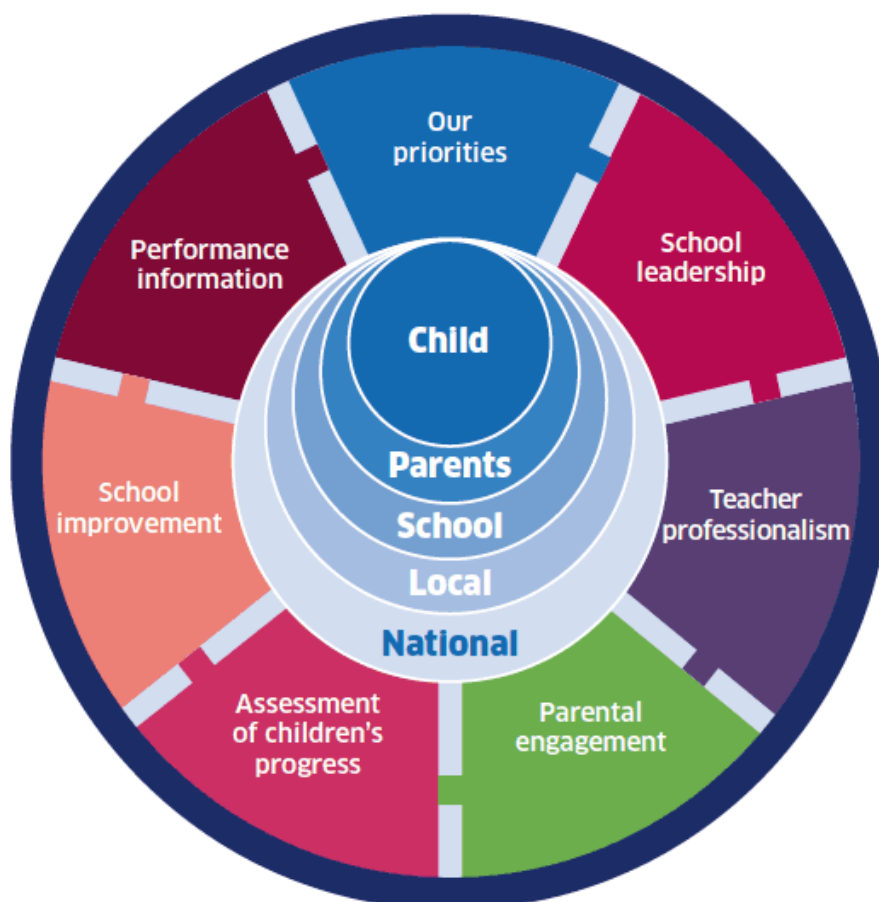 Our
priorities
School
leadership
Teacher
professionalism
Parental
engagement
Assessment
of children's
progress
School
improvement
Performance
information
Child
Parents
School
Local
National